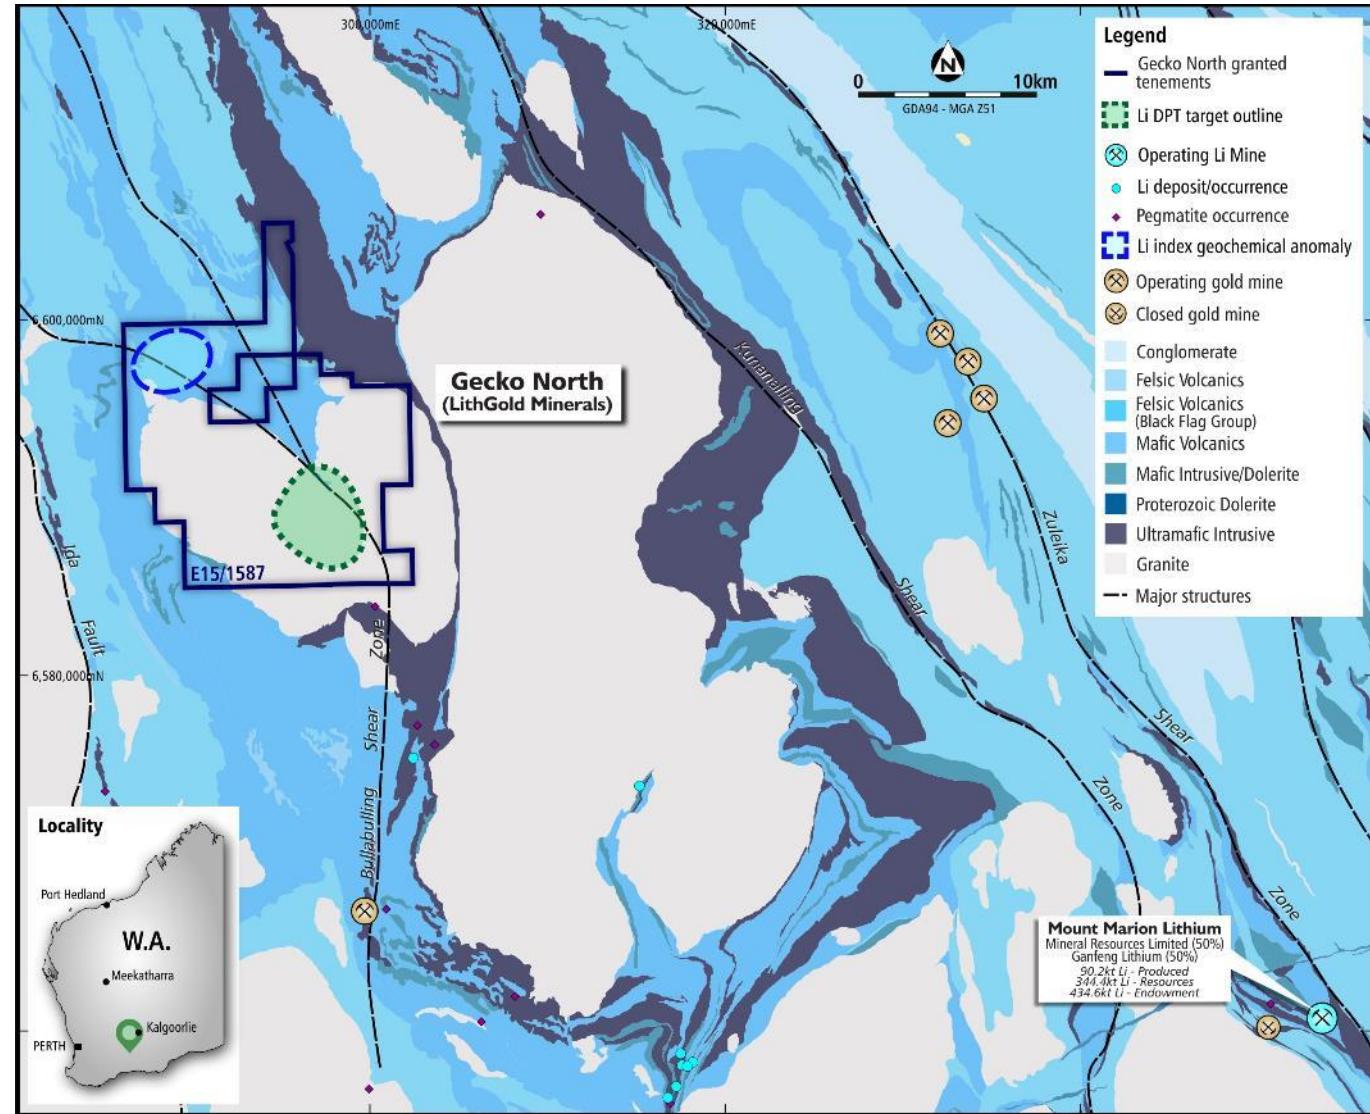 300,000mE
320,000mE
N
0
10km
GDA94 - MGA Z51
Legend
Gecko North granted
tenements
Li DPT target outline
Operating Li Mine
Li deposit/occurrence
Pegmatite occurrence
Li index geochemical anomaly
Operating gold mine
Closed gold mine
Conglomerate
Felsic Volcanics
Felsic Volcanics
(Black Flag Group)
Mafic Volcanics
Mafic Intrusive/Dolerite
Proterozoic Dolerite
Ultramafic Intrusive
Granite
Major structures
6,600,000mN
Gecko North
(LithGold Minerals)
Kunanalling
Shear
Zone
Zuleika
Shear
Zone
Ida
Fault
E15/1587
Zone
Shear
Bullabulling
6,580,000mN
Locality
Port Hedland
W.A.
Meekatharra
Kalgoorlie
PERTH
Mount Marion Lithium
Mineral Resources Limited (50%)
Ganfeng Lithium (50%)
90.2kt Li - Produced
344.4kt Li - Resources
434.6kt Li - Endowment